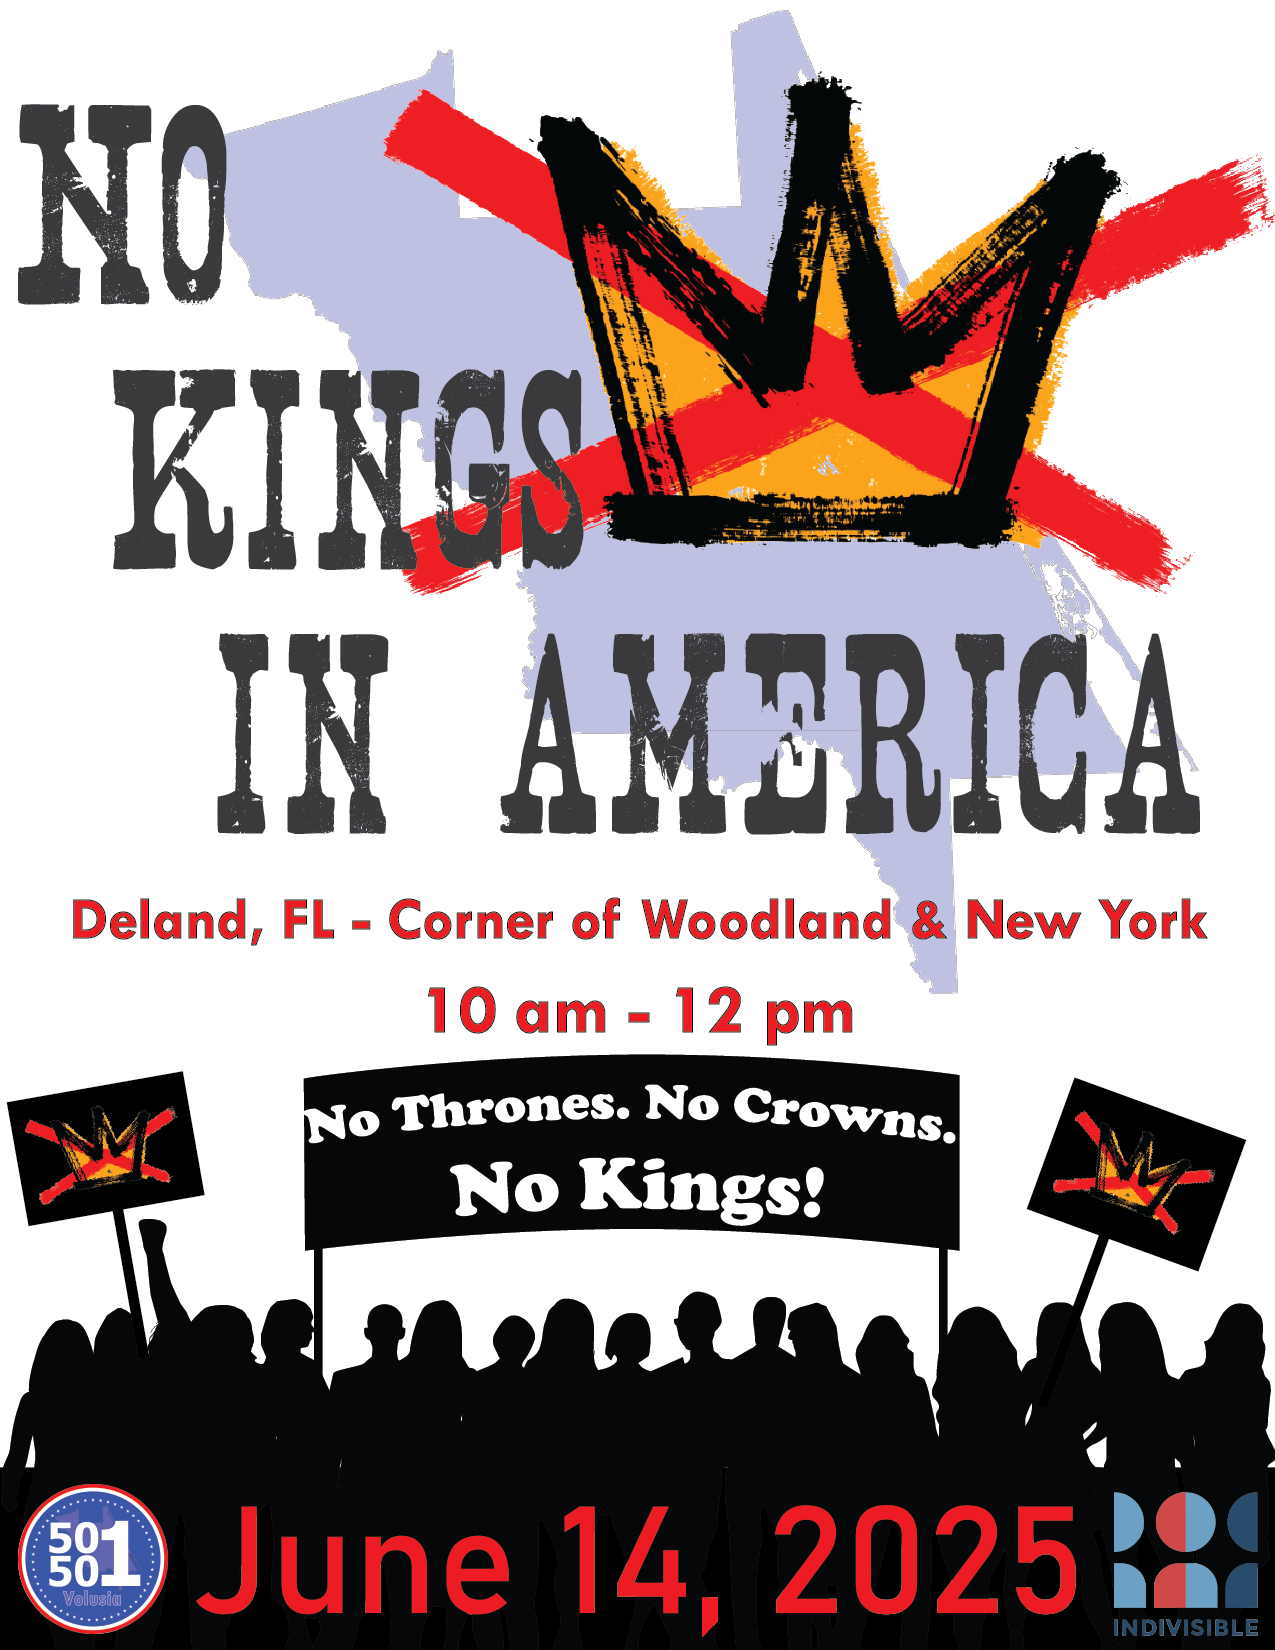 NO
KINGS
IN AMERICA
Deland, FL - Corner of Woodland & New York
10 am - 12 pm
No Thrones. No Crowns.
No Kings!
50
50
1
Volusia
June 14, 2025
INDIVISIBLE